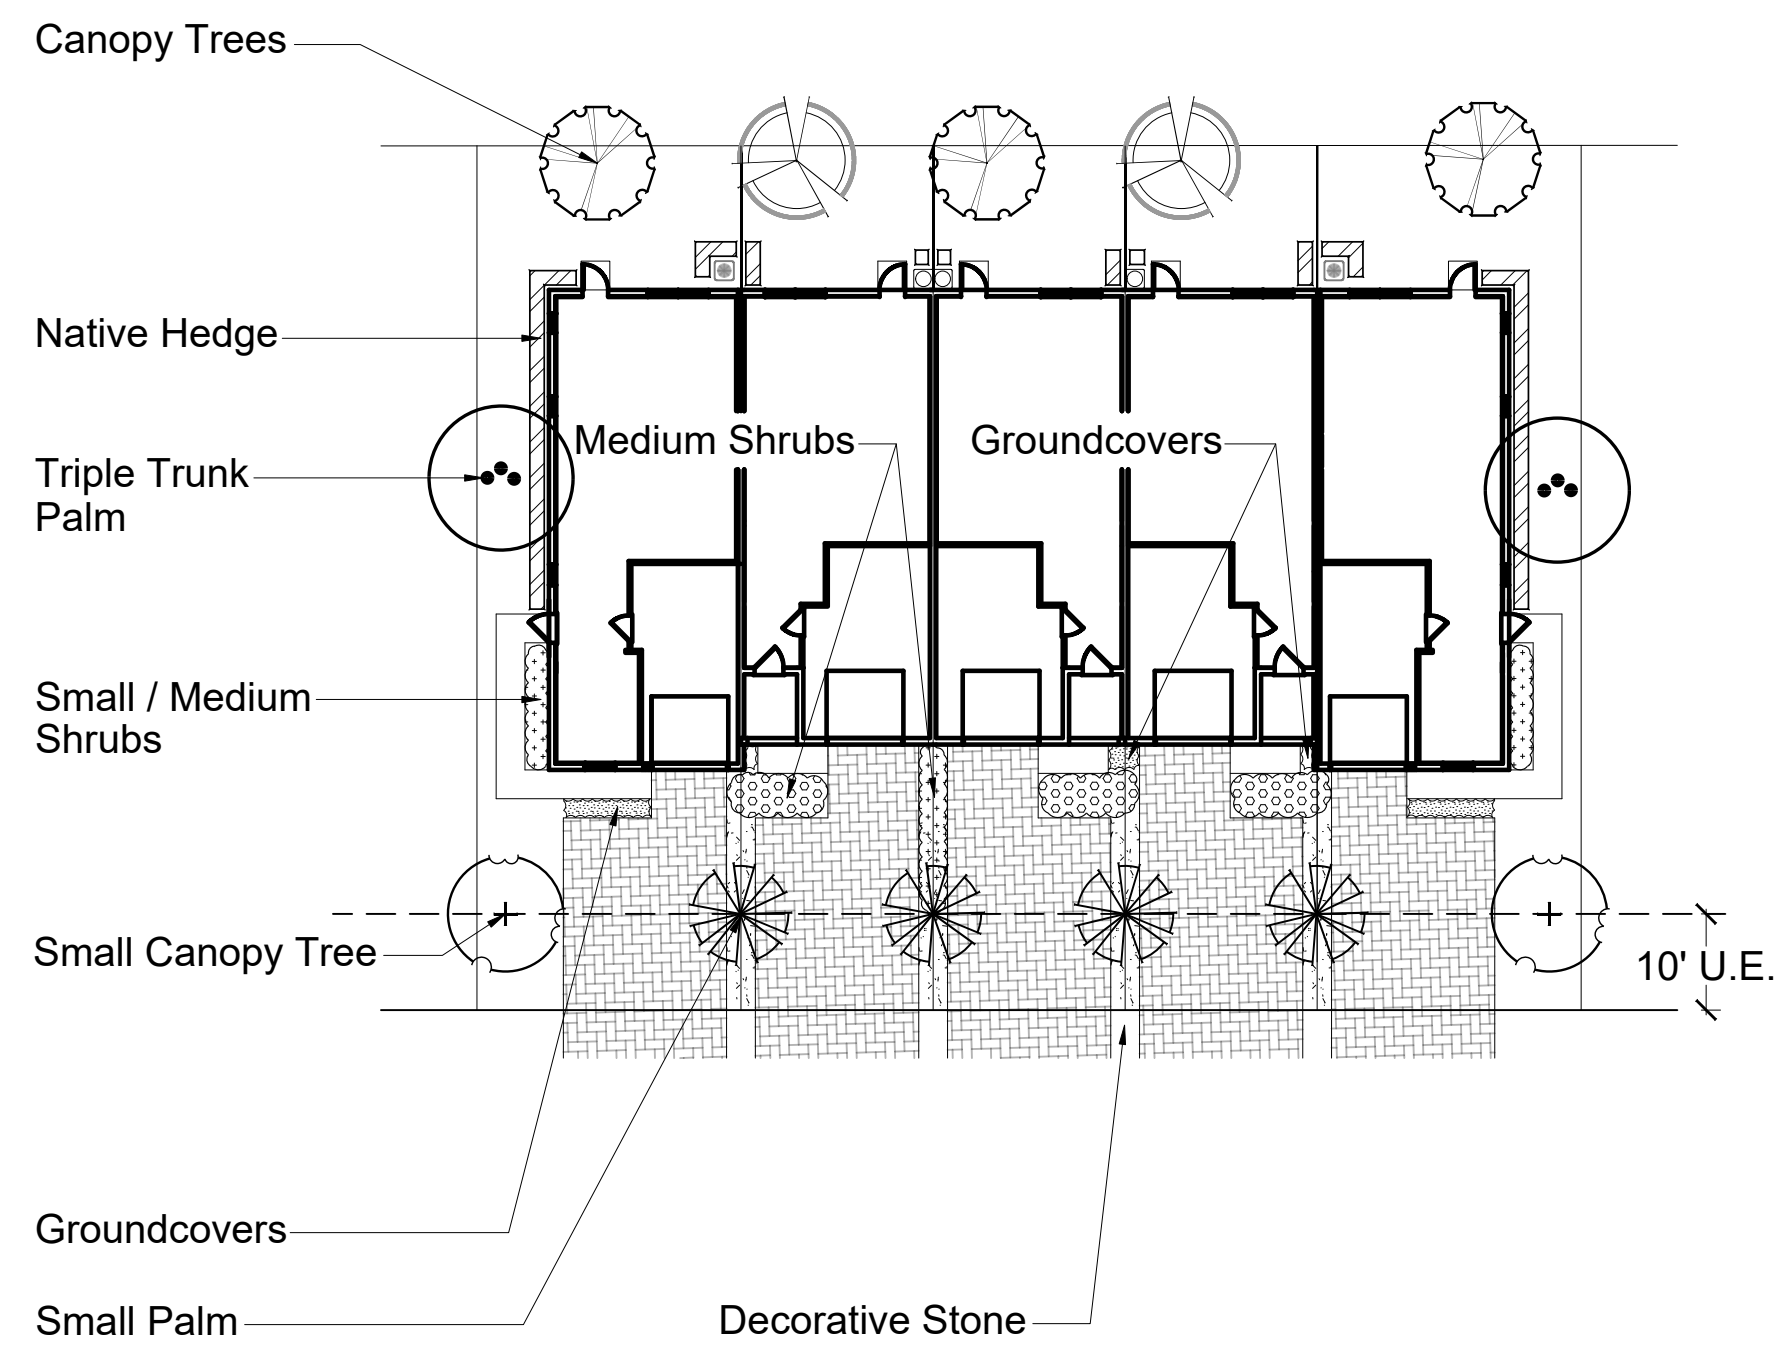 Canopy Trees
Native Hedge
Medium Shrubs
Groundcovers
Triple Trunk
Palm
Small / Medium
Shrubs
Small Canopy Tree
10' U.E.
Groundcovers
Small Palm
Decorative Stone